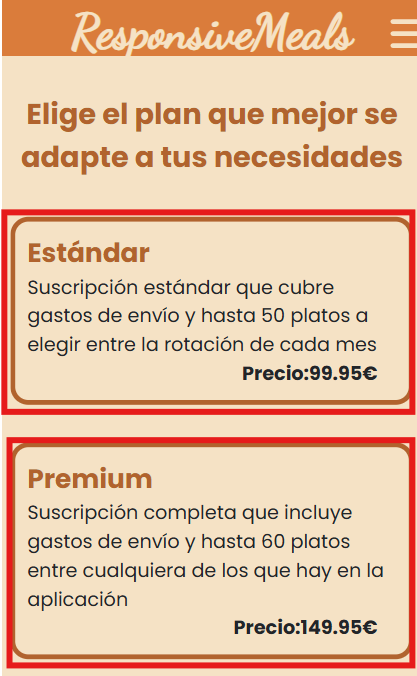 ResponsiveMeals
Elige el plan que mejor se
adapte a tus necesidades
Estándar
Suscripción estándar que cubre
gastos de envío y hasta 50 platos a
elegir entre la rotación de cada mes
Precio:99.95€
Premium
Suscripción completa que incluye
gastos de envío y hasta 60 platos
entre cualquiera de los que hay en la
aplicación
Precio:149.95€